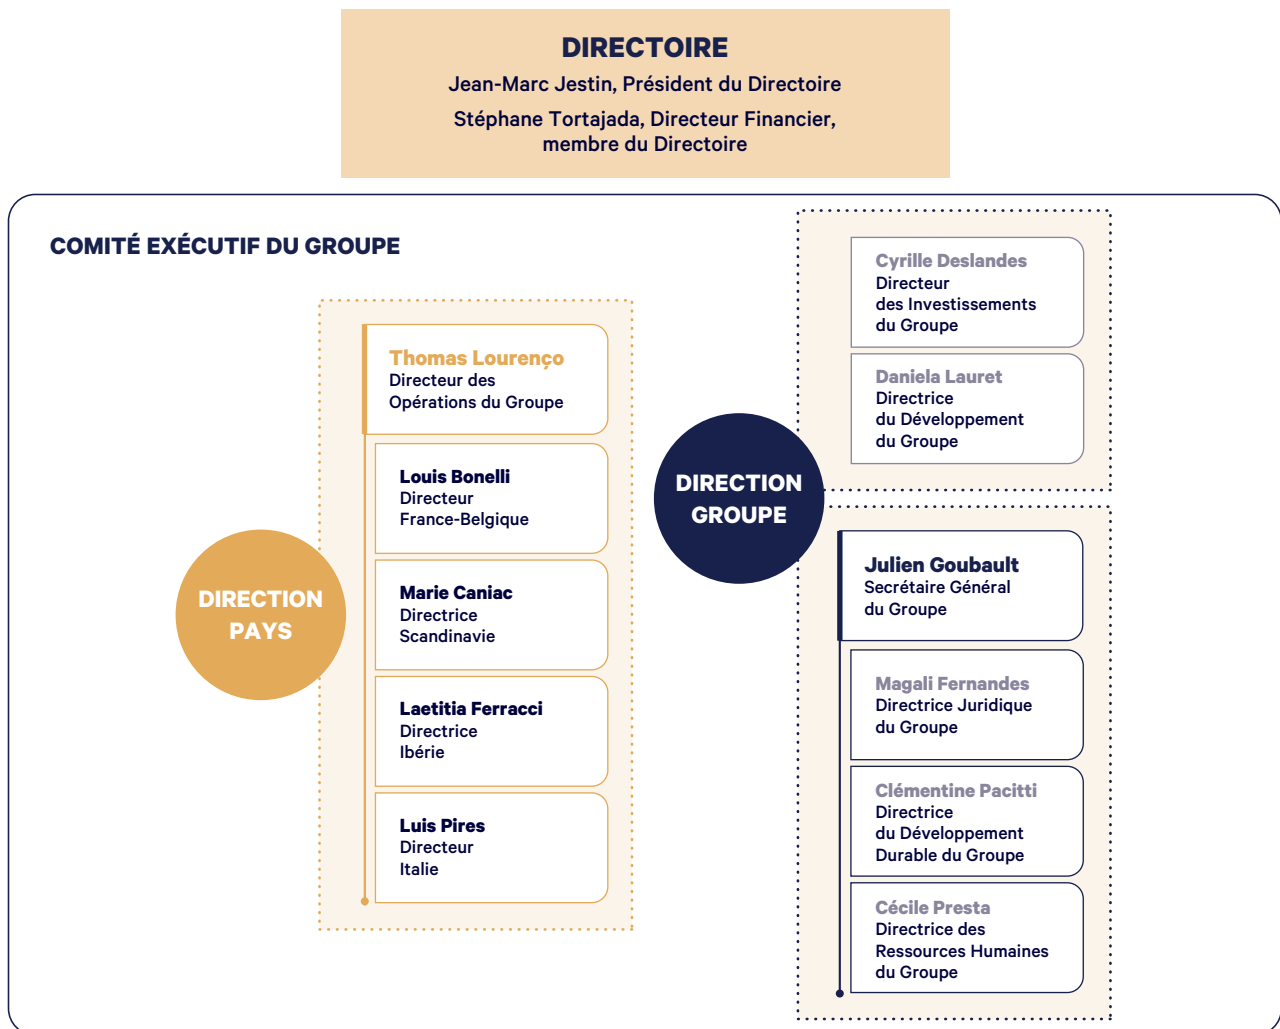 DIRECTOIRE
Jean-Marc Jestin, Président du Directoire
Stéphane Tortajada, Directeur Financier,
membre du Directoire
COMITÉ EXÉCUTIF DU GROUPE
DIRECTION
PAYS
Thomas Lourenço
Directeur des
Opérations du Groupe
Louis Bonelli
Directeur
France-Belgique
Marie Caniac
Directrice
Scandinavie
Laetitia Ferracci
Directrice
Ibérie
Luis Pires
Directeur
Italie
DIRECTION
GROUPE
Cyrille Deslandes
Directeur
des Investissements
du Groupe
Daniela Lauret
Directrice
du Développement
du Groupe
Julien Goubault
Secrétaire Général
du Groupe
Magali Fernandes
Directrice Juridique
du Groupe
Clémentine Pacitti
Directrice
du Développement
Durable du Groupe
Cécile Presta
Directrice des
Ressources Humaines
du Groupe